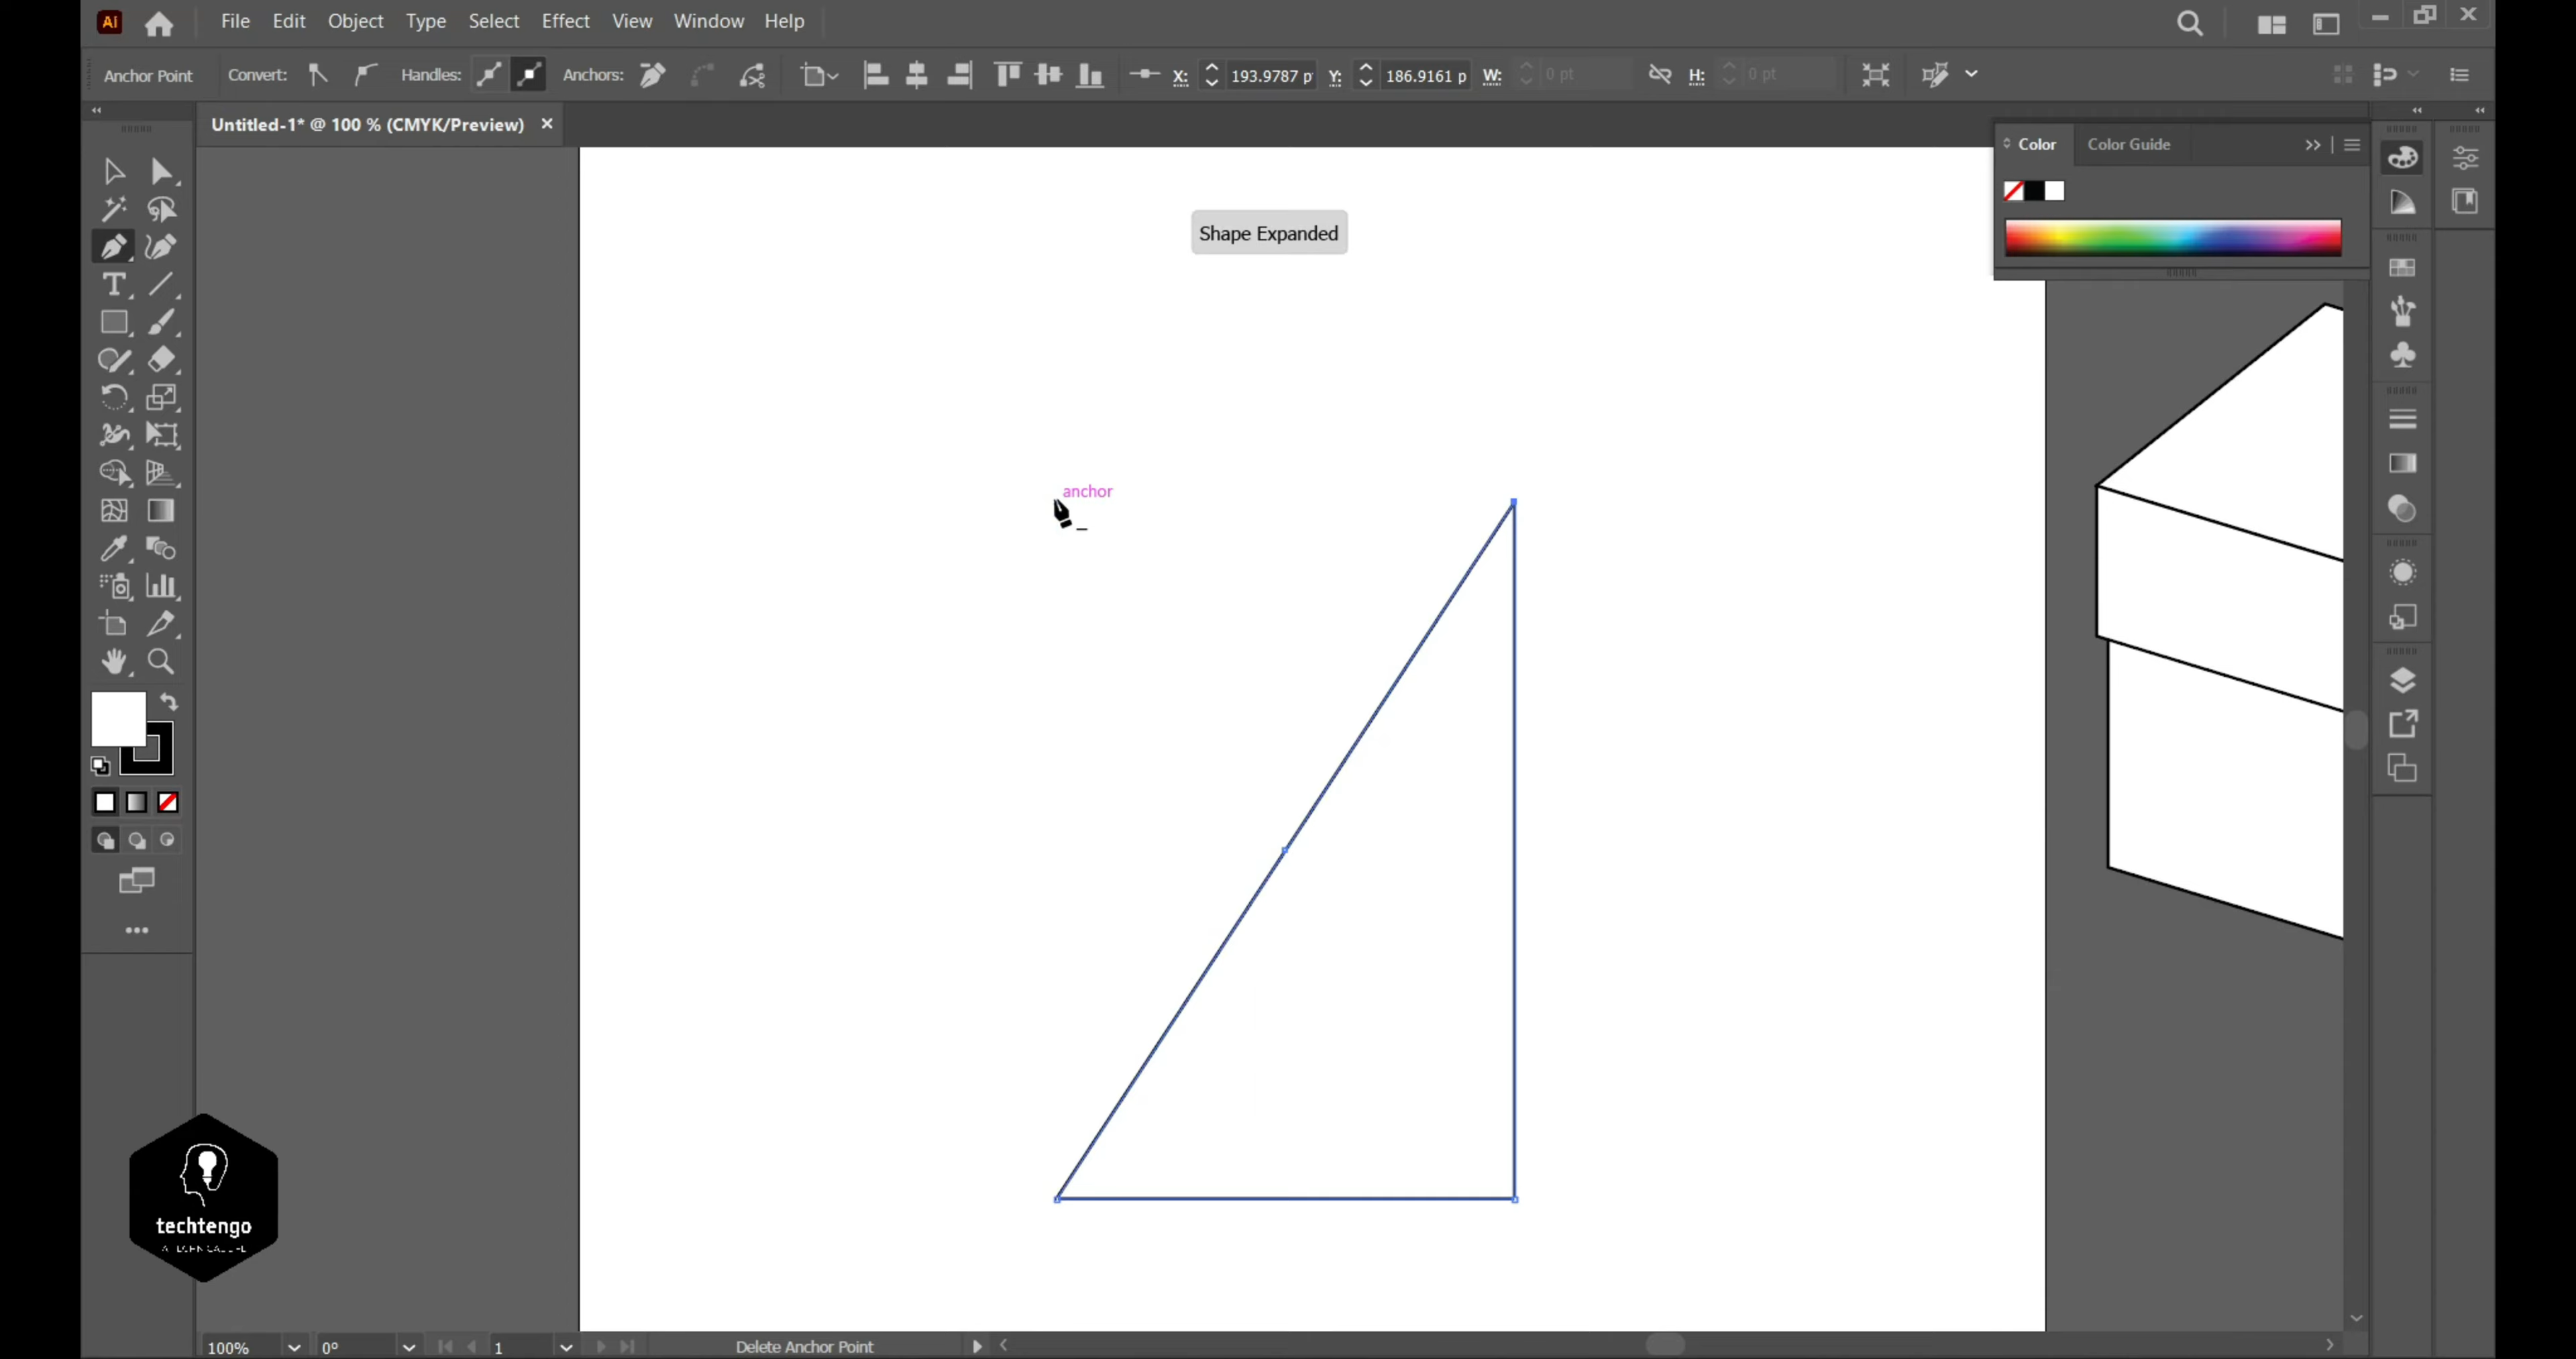 Ai File Edit Object Type Select Effect View Window Help
Anchor Point Convert: Handles: Anchors: X: 193.9787 p Y: 186.9161 p W: 0 pt H: 0 pt
Untitled-1* @ 100 % (CMYK/Preview) ×
Color Color Guide
Shape Expanded
anchor
techtengo
100% 0° 1 Delete Anchor Point